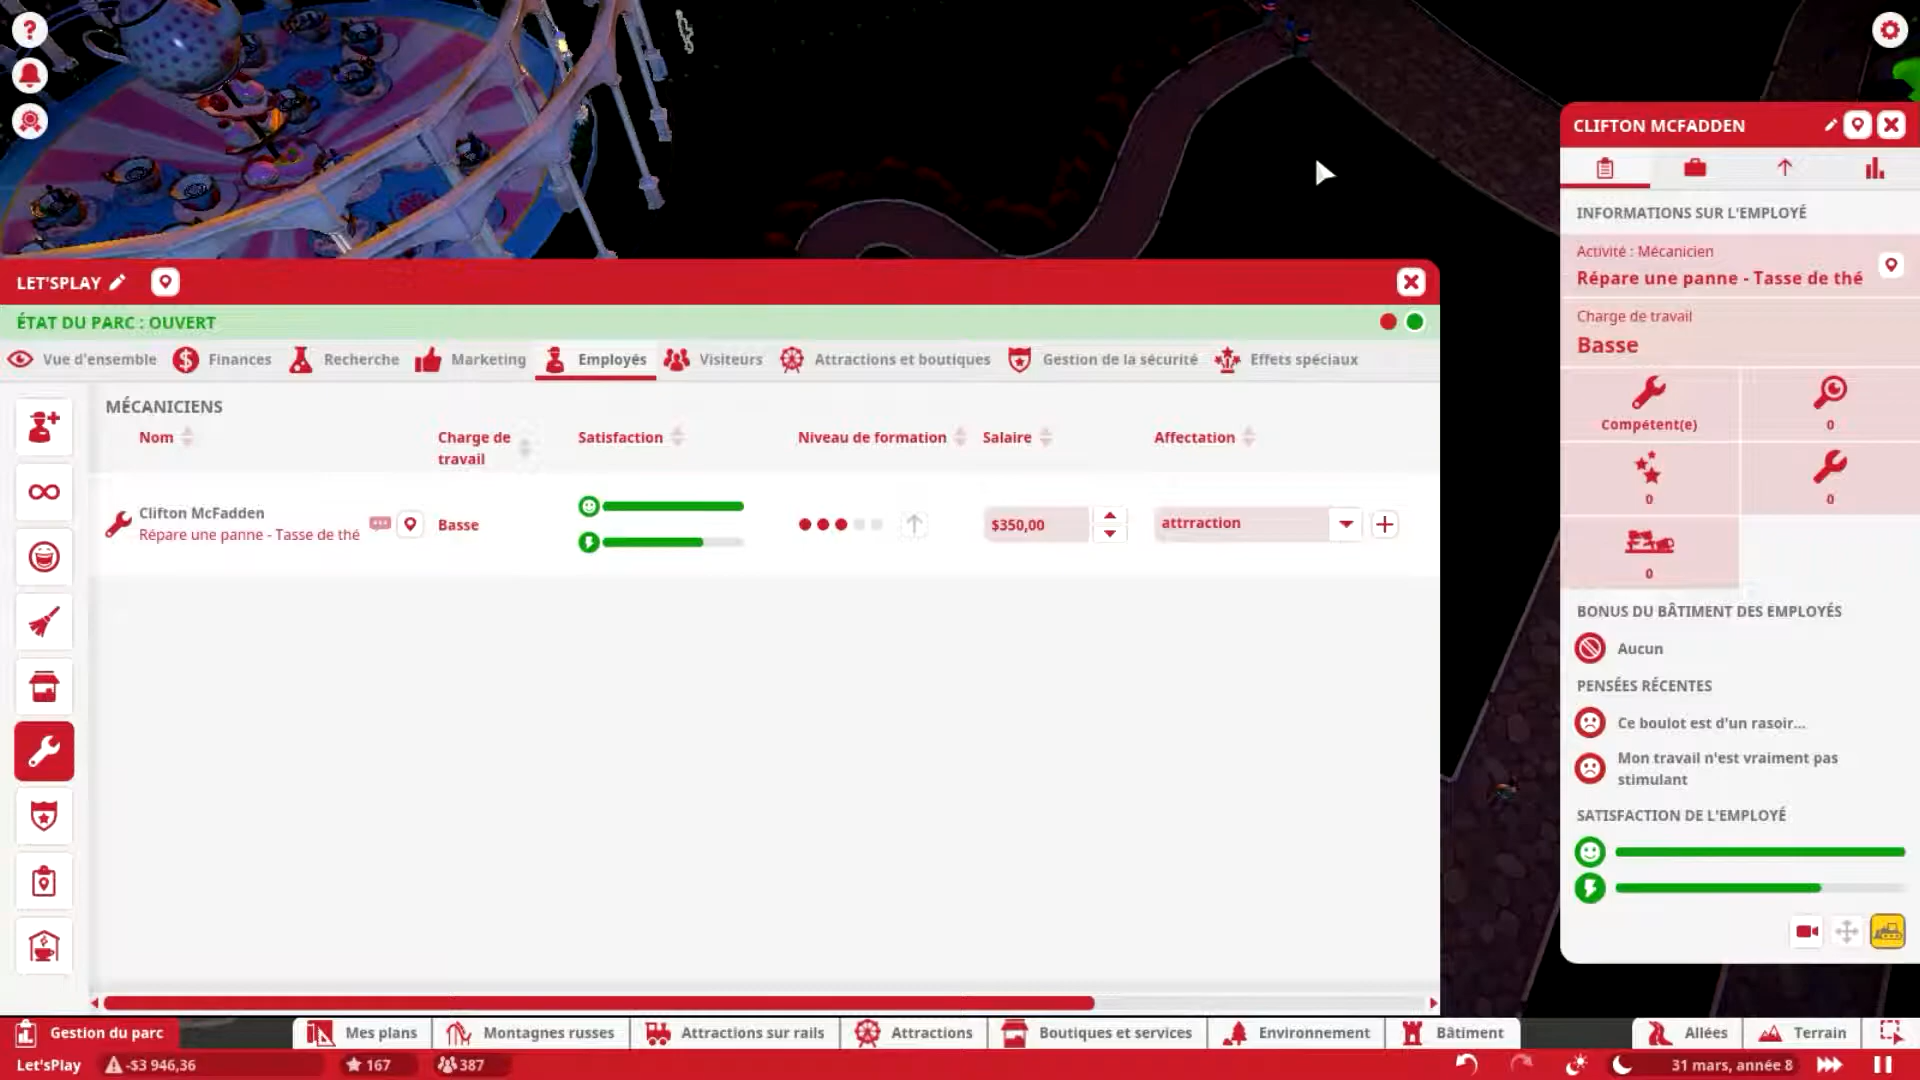 LET'SPLAY
ÉTAT DU PARC : OUVERT
Vue d'ensemble
Finances
Recherche
Marketing
Employés
Visiteurs
Attractions et boutiques
Gestion de la sécurité
Effets spéciaux
MÉCANICIENS
Nom
Charge de travail
Satisfaction
Niveau de formation
Salaire
Affectation
Clifton McFadden
Répare une panne - Tasse de thé
Basse
$350,00
attrraction
CLIFTON MCFADDEN
INFORMATIONS SUR L'EMPLOYÉ
Activité : Mécanicien
Répare une panne - Tasse de thé
Charge de travail
Basse
Compétent(e)
0
0
0
0
BONUS DU BÂTIMENT DES EMPLOYÉS
Aucun
PENSÉES RÉCENTES
Ce boulot est d'un rasoir...
Mon travail n'est vraiment pas
stimulant
SATISFACTION DE L'EMPLOYÉ
Gestion du parc
Mes plans
Montagnes russes
Attractions sur rails
Attractions
Boutiques et services
Environnement
Bâtiment
Allées
Terrain
Let'sPlay
-$3 946,36
167
387
31 mars, année 8